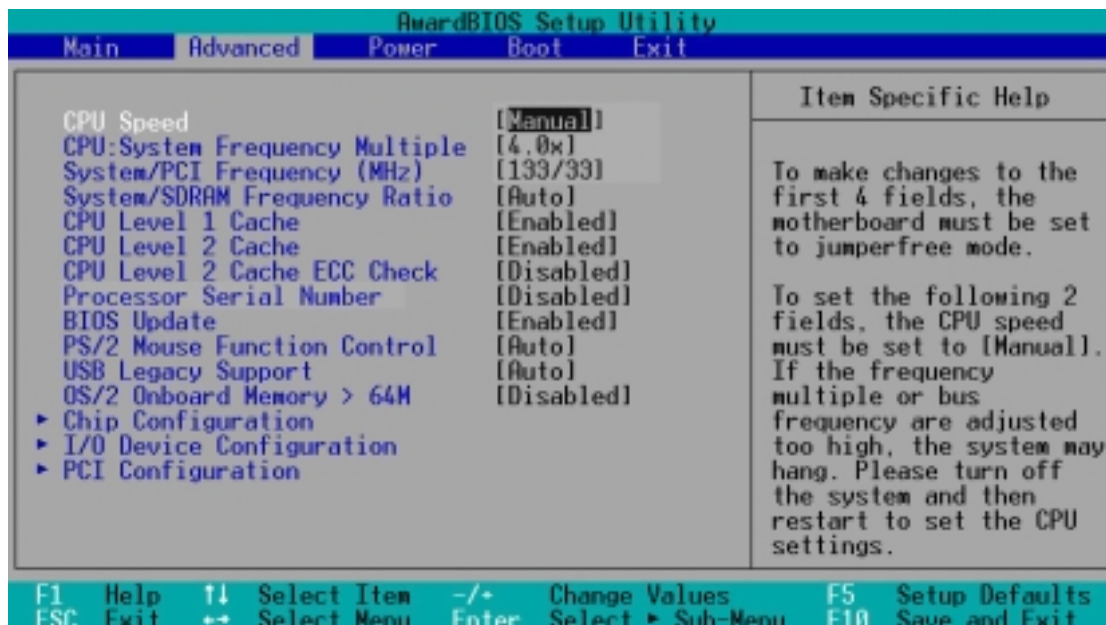 AwardBIOS Setup Utility
Main Advanced Power Boot Exit
CPU Speed [Manual]
CPU:System Frequency Multiple [4.0x]
System/PCI Frequency (MHz) [133/33]
System/SDRAM Frequency Ratio [Auto]
CPU Level 1 Cache [Enabled]
CPU Level 2 Cache [Enabled]
CPU Level 2 Cache ECC Check [Disabled]
Processor Serial Number [Disabled]
BIOS Update [Enabled]
PS/2 Mouse Function Control [Auto]
USB Legacy Support [Auto]
OS/2 Onboard Memory > 64M [Disabled]
► Chip Configuration
► I/O Device Configuration
► PCI Configuration
Item Specific Help
To make changes to the
first 4 fields, the
motherboard must be set
to jumperfree mode.
To set the following 2
fields, the CPU speed
must be set to [Manual].
If the frequency
multiple or bus
frequency are adjusted
too high, the system may
hang. Please turn off
the system and then
restart to set the CPU
settings.
F1 Help ↑↓ Select Item -/+ Change Values F5 Setup Defaults
ESC Exit ←→ Select Menu Enter Select ► Sub-Menu F10 Save and Exit